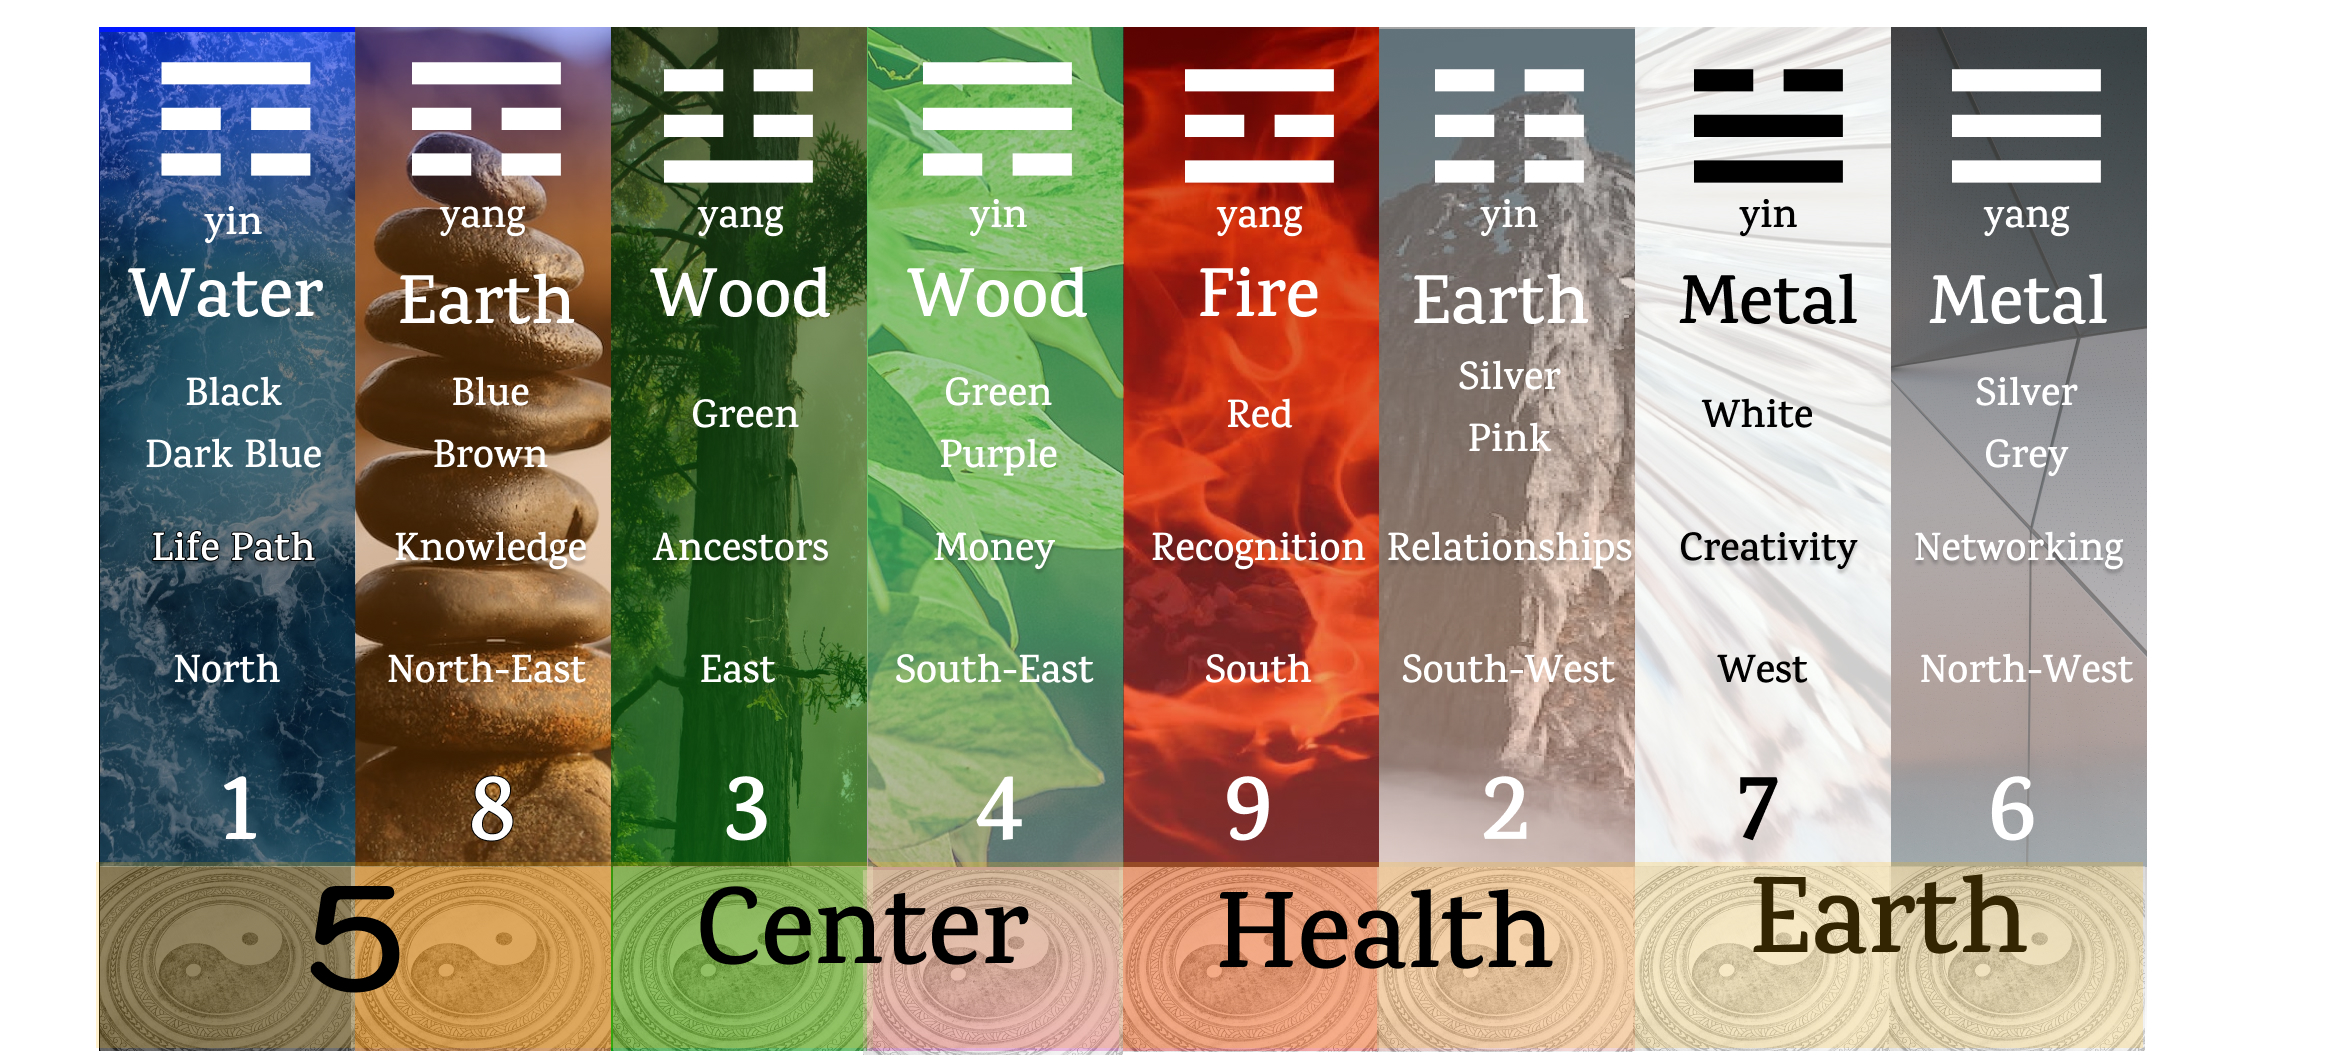 yin
Water
Black
Dark Blue
Life Path
North
1
yang
Earth
Blue
Brown
Knowledge
North-East
8
yang
Wood
Green
Ancestors
East
3
yin
Wood
Green
Purple
Money
South-East
4
yang
Fire
Red
Recognition
South
9
yin
Earth
Silver
Pink
Relationships
South-West
2
yin
Metal
White
Creativity
West
7
yang
Metal
Silver
Grey
Networking
North-West
6
5 Center Health Earth